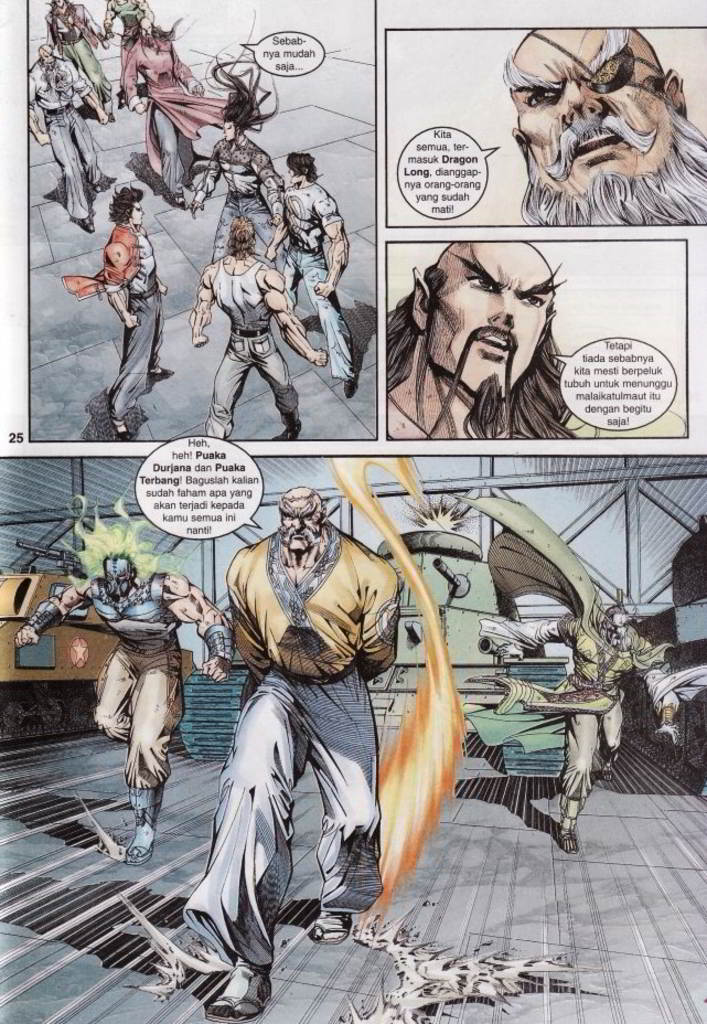 Sebab-
nya mudah
saja...
Kita
semua, ter-
masuk Dragon
Long, dianggap-
nya orang-orang
yang sudah
mati!
Tetapi
tiada sebabnya
kita mesti berpeluk
tubuh untuk menunggu
malaikatulmaut itu
dengan begitu
saja!
25
Heh,
heh! Puaka
Durjana dan Puaka
Terbang! Baguslah kalian
sudah faham apa yang
akan terjadi kepada
kamu semua ini
nanti!